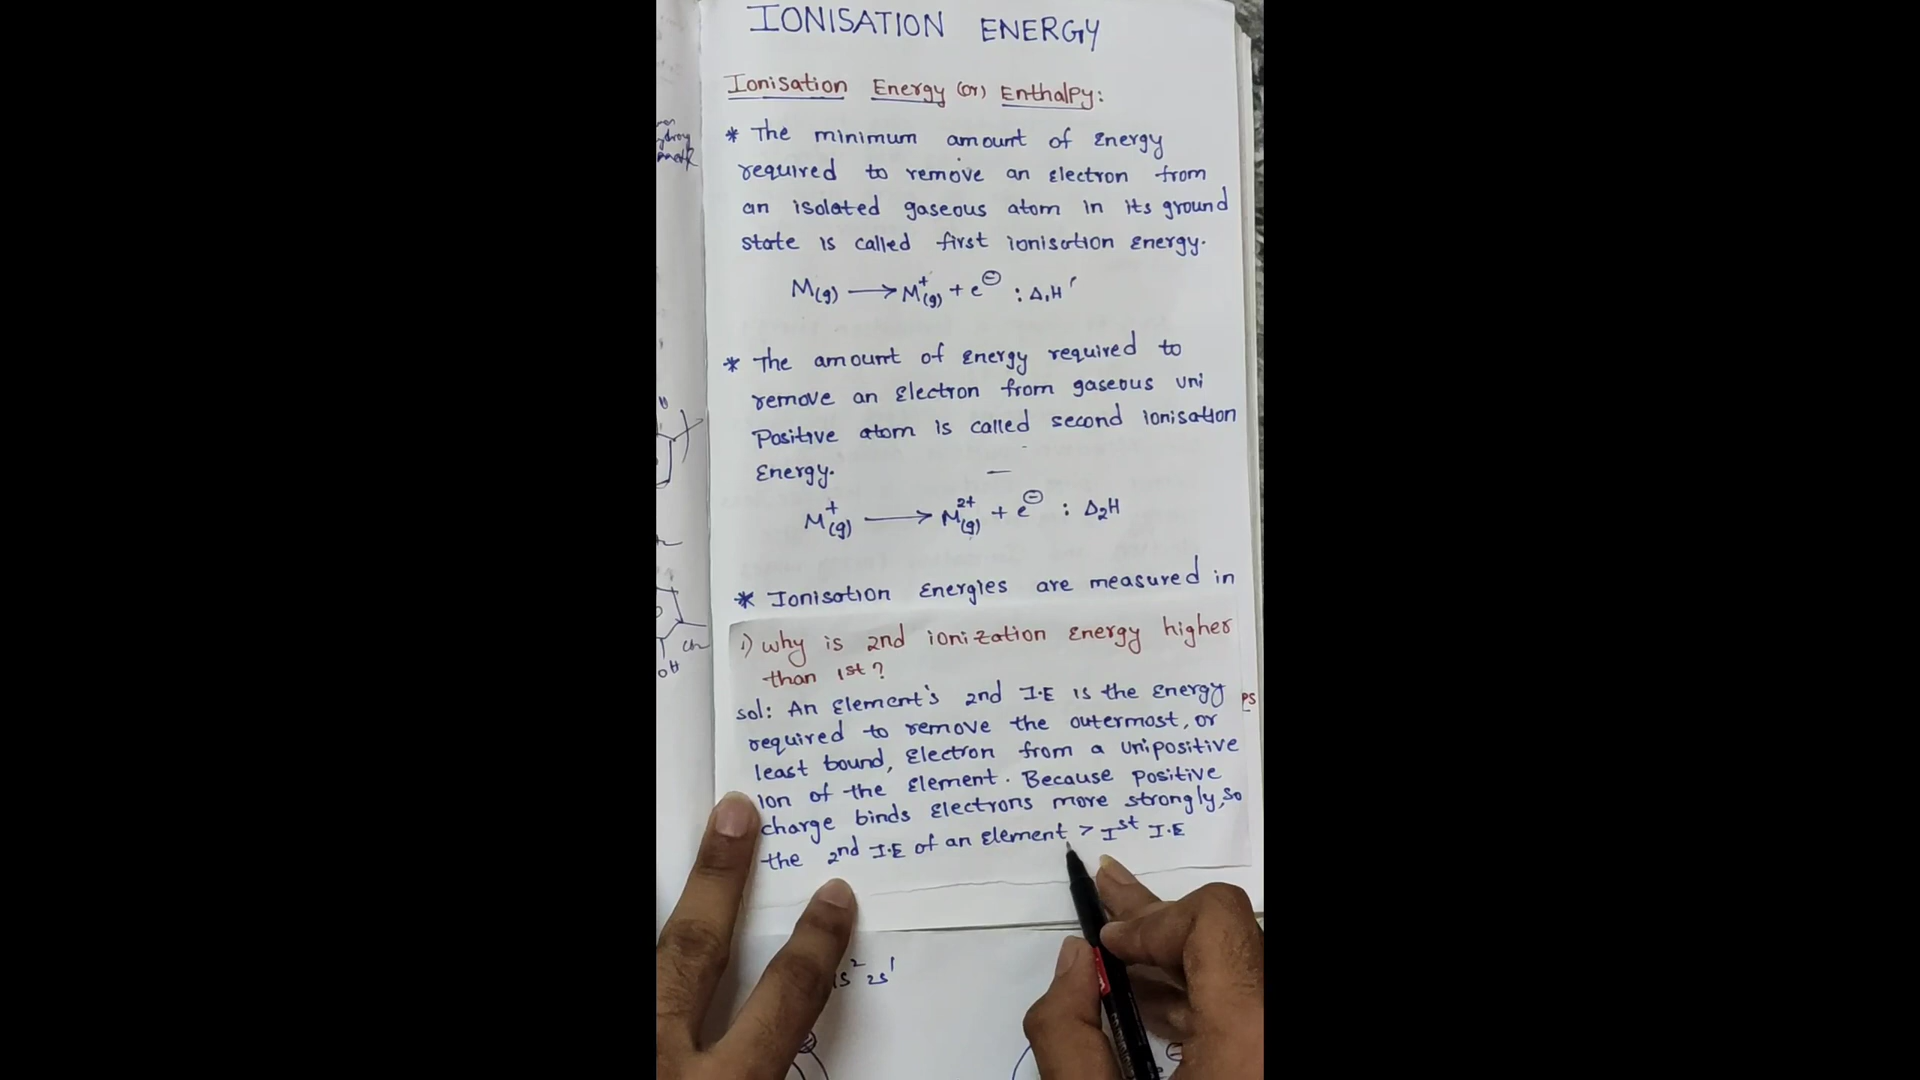 IONISATION ENERGY
Ionisation Energy (or) Enthalpy:
* The minimum amount of Energy
required to remove an Electron from
an isolated gaseous atom in its ground
state is called first ionisation Energy.
M(g) ⟶ M⁺(g) + e⊖ : Δ₁H
* The amount of Energy required to
remove an Electron from gaseous uni
Positive atom is called second ionisation
Energy.
M⁺(g) ⟶ M²⁺(g) + e⊖ : Δ₂H
* Ionisation Energies are measured in
1) why is 2nd ionization Energy higher
than 1st?
Sol: An Element's 2nd I.E is the Energy
required to remove the outermost, or
least bound, Electron from a unipositive
Ion of the Element. Because positive
charge binds Electrons more strongly, so
the 2nd I.E of an Element > Ist I.E
1s² 2s¹
OH